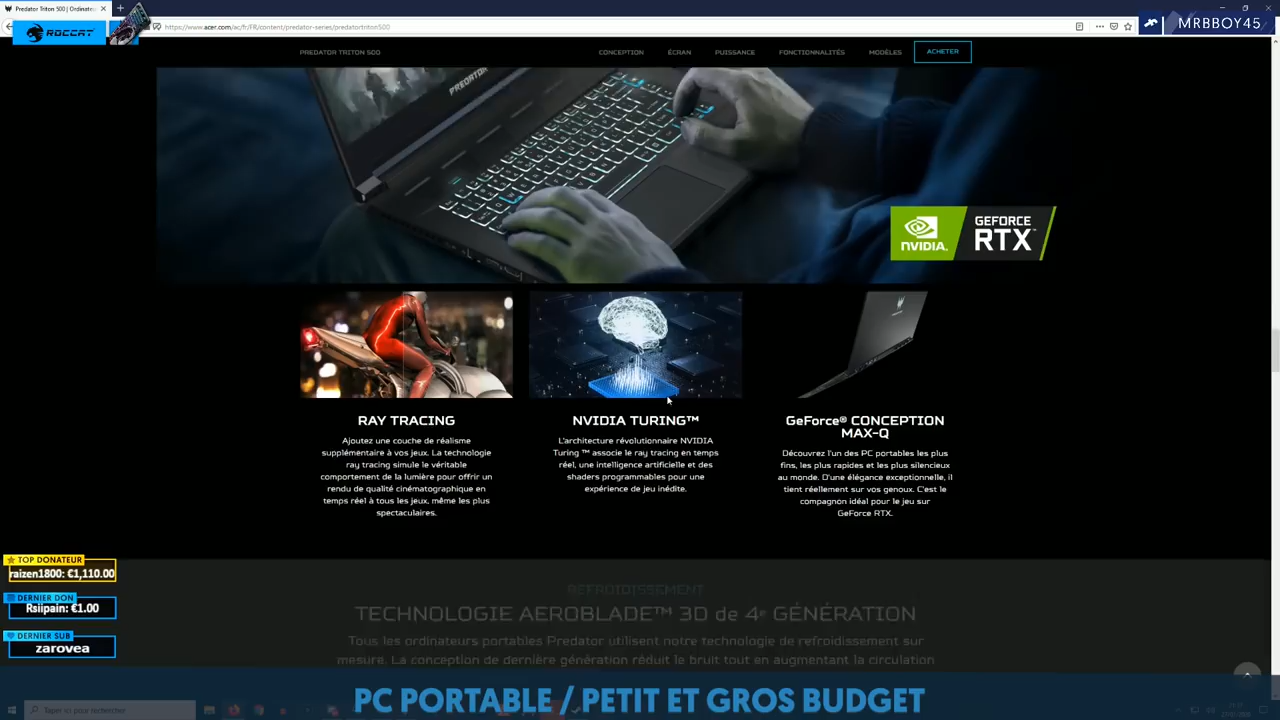 Predator Triton 500 | Ordinate
https://www.acer.com/ac/fr/FR/content/predator-series/predatortriton500
ROCCAT
MRBBOY45
PREDATOR TRITON 500
CONCEPTION
ÉCRAN
PUISSANCE
FONCTIONNALITÉS
MODÈLES
ACHETER
PREDATOR
NVIDIA.
GEFORCE
RTX
RAY TRACING
Ajoutez une couche de réalisme
supplémentaire à vos jeux. La technologie
ray tracing simule le véritable
comportement de la lumière pour offrir un
rendu de qualité cinématographique en
temps réel à tous les jeux, même les plus
spectaculaires.
NVIDIA TURING™
L'architecture révolutionnaire NVIDIA
Turing ™ associe le ray tracing en temps
réel, une intelligence artificielle et des
shaders programmables pour une
expérience de jeu inédite.
GeForce® CONCEPTION
MAX-Q
Découvrez l'un des PC portables les plus
fins, les plus rapides et les plus silencieux
au monde. D'une élégance exceptionnelle, il
tient réellement sur vos genoux. C'est le
compagnon idéal pour le jeu sur
GeForce RTX.
REFROIDISSEMENT
TECHNOLOGIE AEROBLADE™ 3D de 4e GÉNÉRATION
Tous les ordinateurs portables Predator utilisent notre technologie de refroidissement sur
mesure. La conception de dernière génération réduit le bruit tout en augmentant la circulation
TOP DONATEUR
raizen1800: €1,110.00
DERNIER DON
Rsiipain: €1.00
DERNIER SUB
zarovea
PC PORTABLE / PETIT ET GROS BUDGET
Taper ici pour rechercher